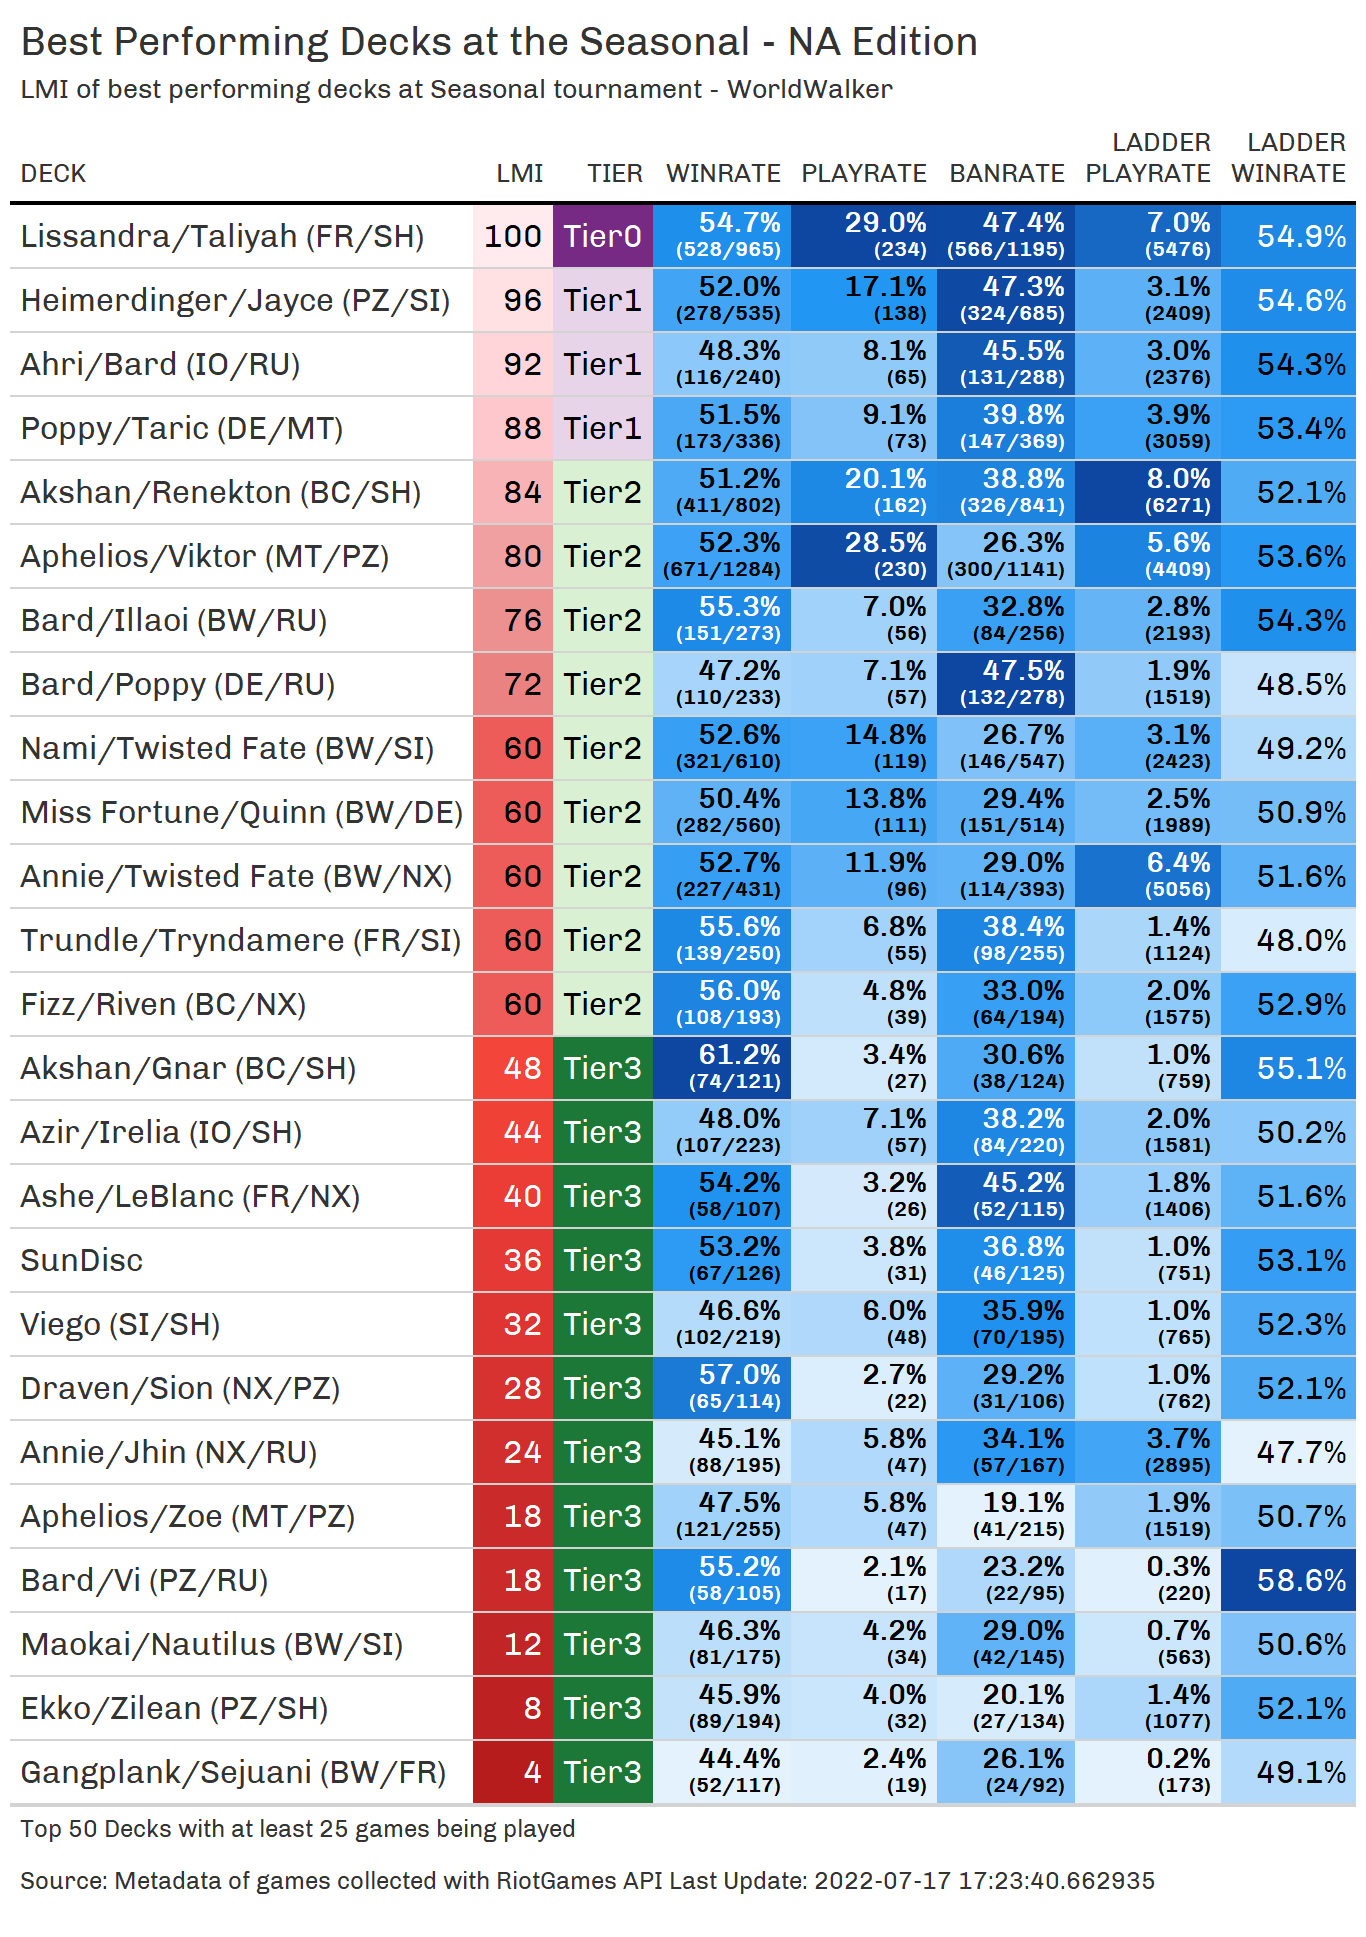 Best Performing Decks at the Seasonal - NA Edition
LMI of best performing decks at Seasonal tournament - WorldWalker
DECK LMI TIER WINRATE PLAYRATE BANRATE LADDER PLAYRATE LADDER WINRATE
Lissandra/Taliyah (FR/SH) 100 Tier0 54.7% (528/965) 29.0% (234) 47.4% (566/1195) 7.0% (5476) 54.9%
Heimerdinger/Jayce (PZ/SI) 96 Tier1 52.0% (278/535) 17.1% (138) 47.3% (324/685) 3.1% (2409) 54.6%
Ahri/Bard (IO/RU) 92 Tier1 48.3% (116/240) 8.1% (65) 45.5% (131/288) 3.0% (2376) 54.3%
Poppy/Taric (DE/MT) 88 Tier1 51.5% (173/336) 9.1% (73) 39.8% (147/369) 3.9% (3059) 53.4%
Akshan/Renekton (BC/SH) 84 Tier2 51.2% (411/802) 20.1% (162) 38.8% (326/841) 8.0% (6271) 52.1%
Aphelios/Viktor (MT/PZ) 80 Tier2 52.3% (671/1284) 28.5% (230) 26.3% (300/1141) 5.6% (4409) 53.6%
Bard/Illaoi (BW/RU) 76 Tier2 55.3% (151/273) 7.0% (56) 32.8% (84/256) 2.8% (2193) 54.3%
Bard/Poppy (DE/RU) 72 Tier2 47.2% (110/233) 7.1% (57) 47.5% (132/278) 1.9% (1519) 48.5%
Nami/Twisted Fate (BW/SI) 60 Tier2 52.6% (321/610) 14.8% (119) 26.7% (146/547) 3.1% (2423) 49.2%
Miss Fortune/Quinn (BW/DE) 60 Tier2 50.4% (282/560) 13.8% (111) 29.4% (151/514) 2.5% (1989) 50.9%
Annie/Twisted Fate (BW/NX) 60 Tier2 52.7% (227/431) 11.9% (96) 29.0% (114/393) 6.4% (5056) 51.6%
Trundle/Tryndamere (FR/SI) 60 Tier2 55.6% (139/250) 6.8% (55) 38.4% (98/255) 1.4% (1124) 48.0%
Fizz/Riven (BC/NX) 60 Tier2 56.0% (108/193) 4.8% (39) 33.0% (64/194) 2.0% (1575) 52.9%
Akshan/Gnar (BC/SH) 48 Tier3 61.2% (74/121) 3.4% (27) 30.6% (38/124) 1.0% (759) 55.1%
Azir/Irelia (IO/SH) 44 Tier3 48.0% (107/223) 7.1% (57) 38.2% (84/220) 2.0% (1581) 50.2%
Ashe/LeBlanc (FR/NX) 40 Tier3 54.2% (58/107) 3.2% (26) 45.2% (52/115) 1.8% (1406) 51.6%
SunDisc 36 Tier3 53.2% (67/126) 3.8% (31) 36.8% (46/125) 1.0% (751) 53.1%
Viego (SI/SH) 32 Tier3 46.6% (102/219) 6.0% (48) 35.9% (70/195) 1.0% (765) 52.3%
Draven/Sion (NX/PZ) 28 Tier3 57.0% (65/114) 2.7% (22) 29.2% (31/106) 1.0% (762) 52.1%
Annie/Jhin (NX/RU) 24 Tier3 45.1% (88/195) 5.8% (47) 34.1% (57/167) 3.7% (2895) 47.7%
Aphelios/Zoe (MT/PZ) 18 Tier3 47.5% (121/255) 5.8% (47) 19.1% (41/215) 1.9% (1519) 50.7%
Bard/Vi (PZ/RU) 18 Tier3 55.2% (58/105) 2.1% (17) 23.2% (22/95) 0.3% (220) 58.6%
Maokai/Nautilus (BW/SI) 12 Tier3 46.3% (81/175) 4.2% (34) 29.0% (42/145) 0.7% (563) 50.6%
Ekko/Zilean (PZ/SH) 8 Tier3 45.9% (89/194) 4.0% (32) 20.1% (27/134) 1.4% (1077) 52.1%
Gangplank/Sejuani (BW/FR) 4 Tier3 44.4% (52/117) 2.4% (19) 26.1% (24/92) 0.2% (173) 49.1%
Top 50 Decks with at least 25 games being played
Source: Metadata of games collected with RiotGames API Last Update: 2022-07-17 17:23:40.662935